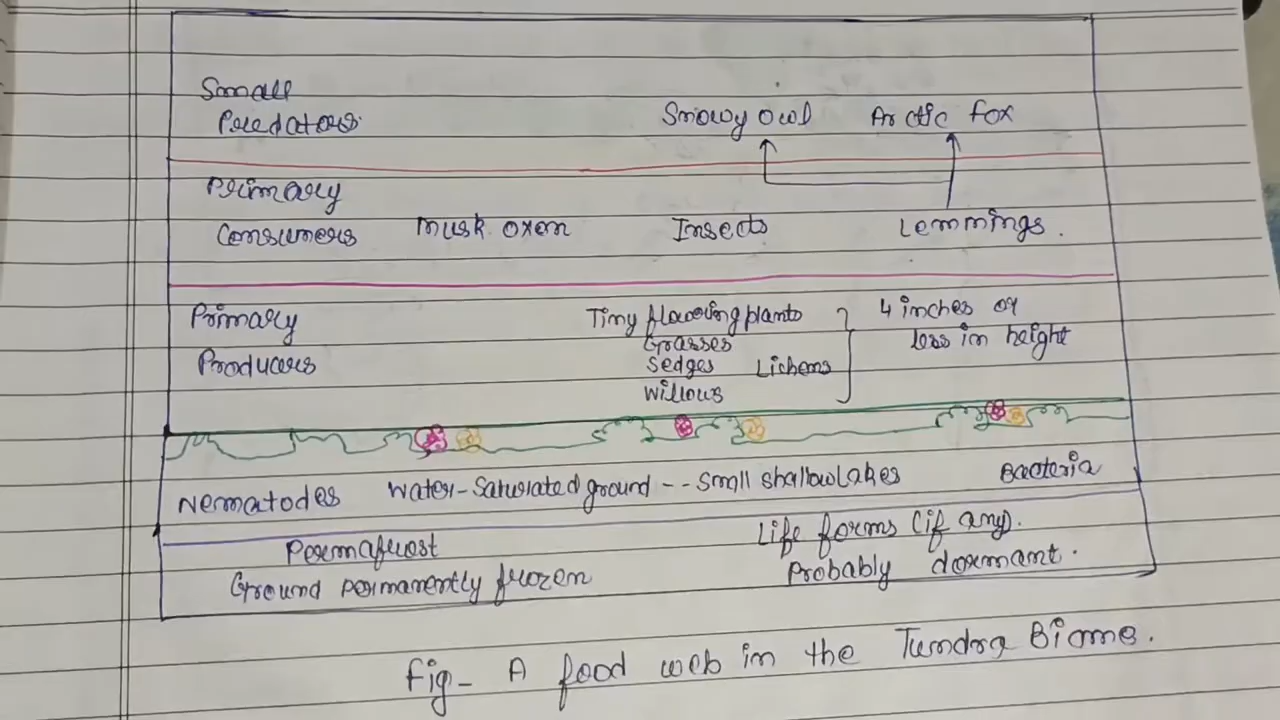 Small
Predators
Snowy owl Arctic fox
Primary
Consumers Musk oxen Insects Lemmings.
Primary
Producers
Tiny flowering plants
Grasses
Sedges Lichens
Willows
4 inches or
less in height
Nematodes Water-Saturated ground -- Small shallow lakes Bacteria
Permafrost
Ground permanently frozen
Life forms (if any).
Probably dormant.
Fig- A food web in the Tundra Biome.